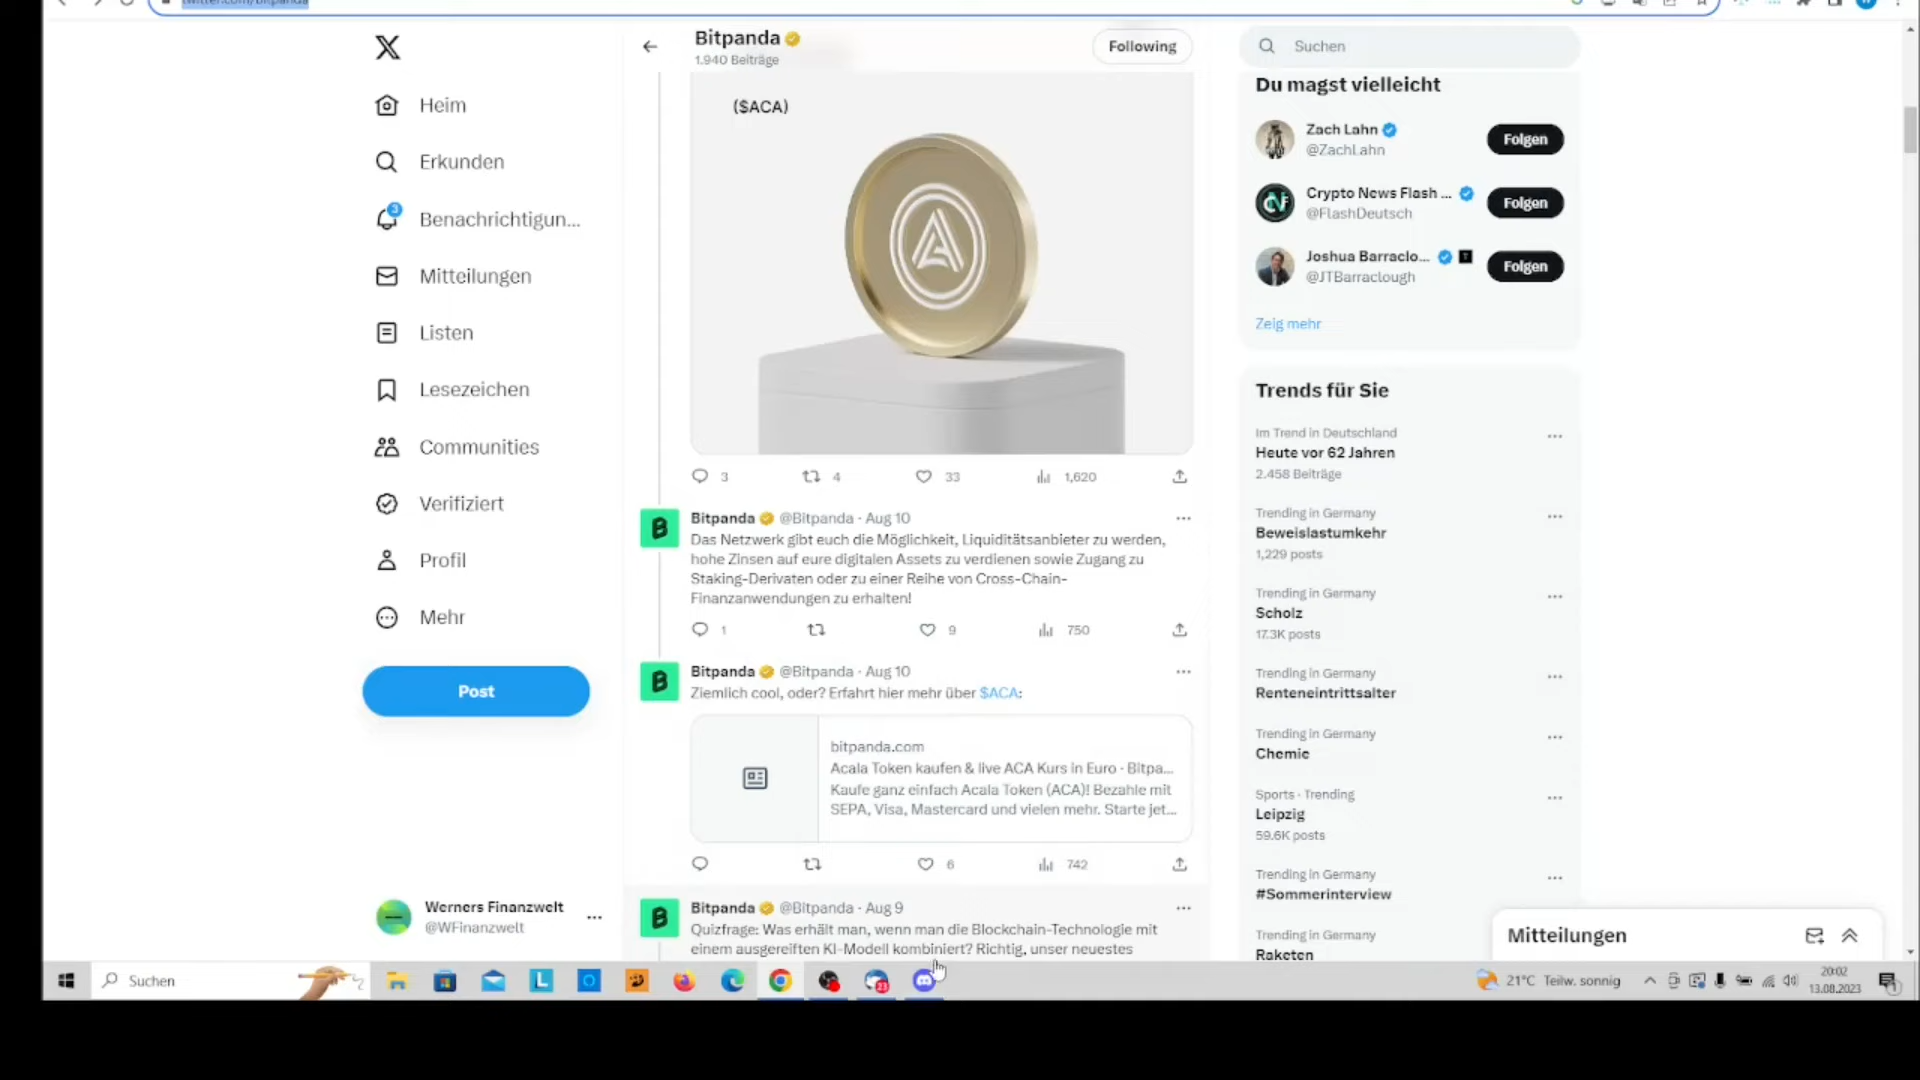 twitter.com/bitpanda
Bitpanda
1.940 Beiträge
Following
($ACA)
3
4
33
1,620
Bitpanda @Bitpanda · Aug 10
Das Netzwerk gibt euch die Möglichkeit, Liquiditätsanbieter zu werden,
hohe Zinsen auf eure digitalen Assets zu verdienen sowie Zugang zu
Staking-Derivaten oder zu einer Reihe von Cross-Chain-
Finanzanwendungen zu erhalten!
1
9
750
Bitpanda @Bitpanda · Aug 10
Ziemlich cool, oder? Erfahrt hier mehr über $ACA:
bitpanda.com
Acala Token kaufen & live ACA Kurs in Euro - Bitpa...
Kaufe ganz einfach Acala Token (ACA)! Bezahle mit
SEPA, Visa, Mastercard und vielen mehr. Starte jet...
6
742
Bitpanda @Bitpanda · Aug 9
Quizfrage: Was erhält man, wenn man die Blockchain-Technologie mit
einem ausgereiften KI-Modell kombiniert? Richtig, unser neuestes
X
Heim
Erkunden
3
Benachrichtigun...
Mitteilungen
Listen
Lesezeichen
Communities
Verifiziert
Profil
Mehr
Post
Werners Finanzwelt
@WFinanzwelt
Suchen
Du magst vielleicht
Zach Lahn
@ZachLahn
Folgen
Crypto News Flash ...
@FlashDeutsch
Folgen
Joshua Barraclo...
@JTBarraclough
Folgen
Zeig mehr
Trends für Sie
Im Trend in Deutschland
Heute vor 62 Jahren
2.458 Beiträge
Trending in Germany
Beweislastumkehr
1,229 posts
Trending in Germany
Scholz
17.3K posts
Trending in Germany
Renteneintrittsalter
Trending in Germany
Chemie
Sports · Trending
Leipzig
59.6K posts
Trending in Germany
#Sommerinterview
Trending in Germany
Raketen
Mitteilungen
Suchen
23
21°C Teilw. sonnig
20:02
13.08.2023
1